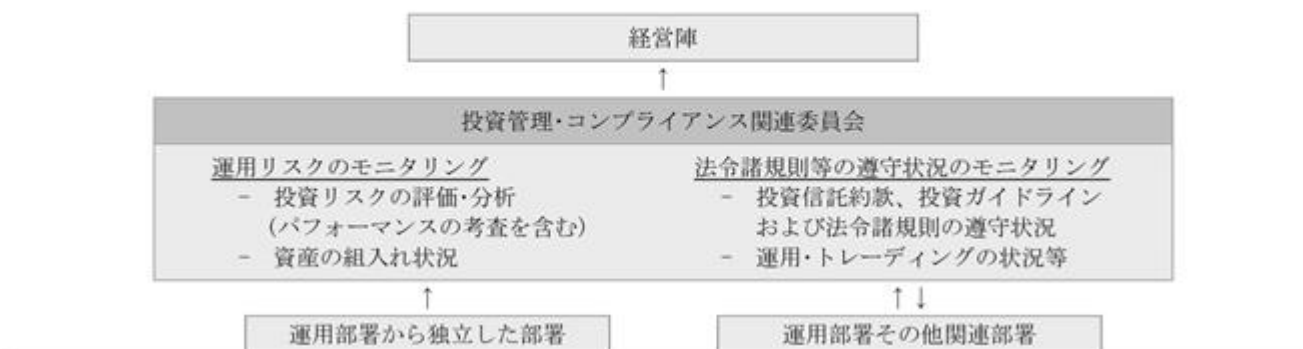 経営陣
↑
投資管理・コンプライアンス関連委員会
運用リスクのモニタリング
－ 投資リスクの評価・分析
（パフォーマンスの考査を含む）
－ 資産の組入れ状況
法令諸規則等の遵守状況のモニタリング
－ 投資信託約款、投資ガイドライン
および法令諸規則の遵守状況
－ 運用・トレーディングの状況等
↑
↑↓
運用部署から独立した部署
運用部署その他関連部署